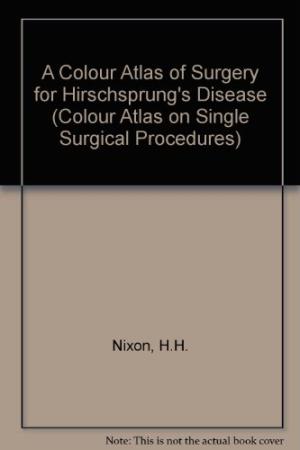 A Colour Atlas of Surgery
for Hirschsprung's Disease
(Colour Atlas on Single
Surgical Procedures)
Nixon, H.H.
Note: This is not the actual book cover